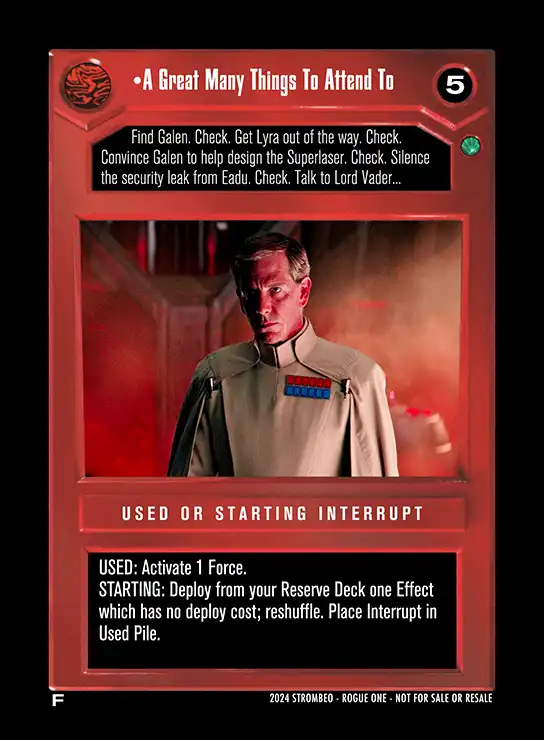 •A Great Many Things To Attend To
5
Find Galen. Check. Get Lyra out of the way. Check.
Convince Galen to help design the Superlaser. Check. Silence
the security leak from Eadu. Check. Talk to Lord Vader...
USED OR STARTING INTERRUPT
USED: Activate 1 Force.
STARTING: Deploy from your Reserve Deck one Effect
which has no deploy cost; reshuffle. Place Interrupt in
Used Pile.
F
2024 STROMBEO - ROGUE ONE - NOT FOR SALE OR RESALE